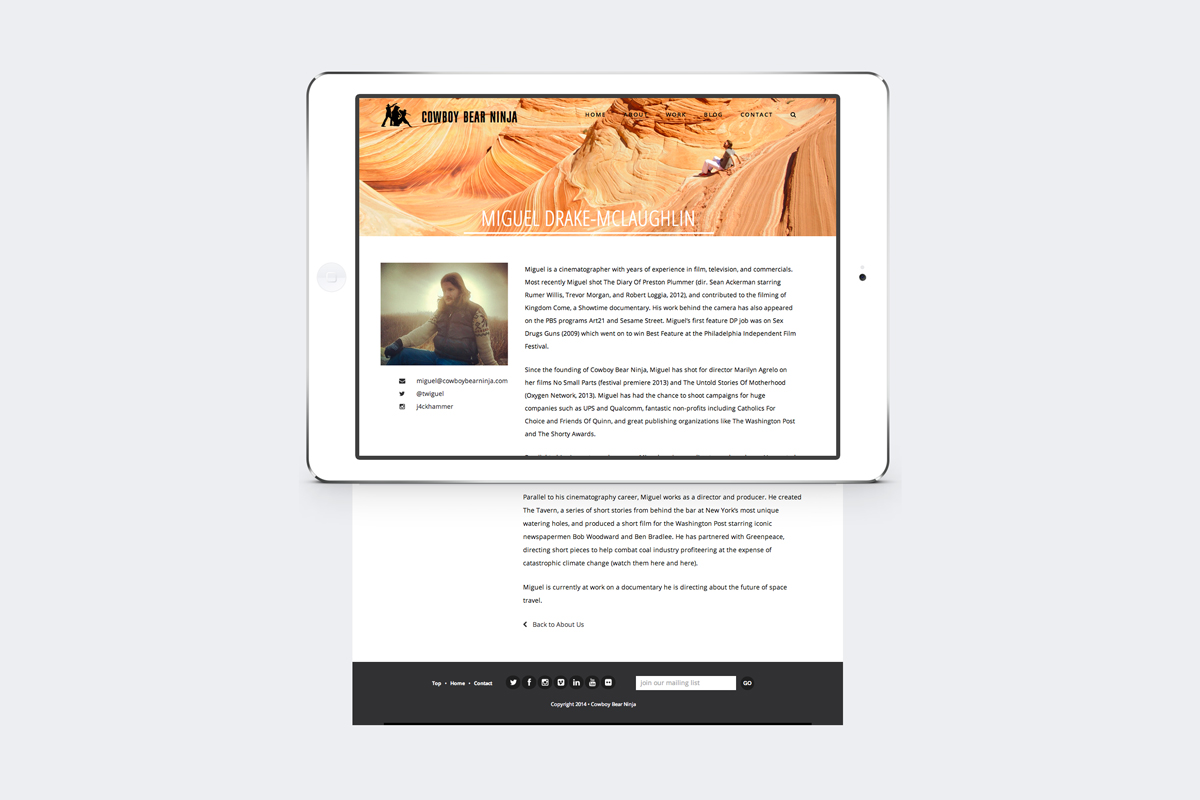 COWBOY BEAR NINJA
HOME ABOUT WORK BLOG CONTACT
MIGUEL DRAKE-MCLAUGHLIN
miguel@cowboybearninja.com
@twiguel
j4ckhammer
Miguel is a cinematographer with years of experience in film, television, and commercials.
Most recently Miguel shot The Diary Of Preston Plummer (dir. Sean Ackerman starring
Rumer Willis, Trevor Morgan, and Robert Loggia, 2012), and contributed to the filming of
Kingdom Come, a Showtime documentary. His work behind the camera has also appeared
on the PBS programs Art21 and Sesame Street. Miguel's first feature DP job was on Sex
Drugs Guns (2009) which went on to win Best Feature at the Philadelphia Independent Film
Festival.
Since the founding of Cowboy Bear Ninja, Miguel has shot for director Marilyn Agrelo on
her films No Small Parts (festival premiere 2013) and The Untold Stories Of Motherhood
(Oxygen Network, 2013). Miguel has had the chance to shoot campaigns for huge
companies such as UPS and Qualcomm, fantastic non-profits including Catholics For
Choice and Friends Of Quinn, and great publishing organizations like The Washington Post
and The Shorty Awards.
Parallel to his cinematography career, Miguel works as a director and producer. He created
The Tavern, a series of short stories from behind the bar at New York's most unique
watering holes, and produced a short film for the Washington Post starring iconic
newspapermen Bob Woodward and Ben Bradlee. He has partnered with Greenpeace,
directing short pieces to help combat coal industry profiteering at the expense of
catastrophic climate change (watch them here and here).
Miguel is currently at work on a documentary he is directing about the future of space
travel.
Back to About Us
Top • Home • Contact
join our mailing list GO
Copyright 2014 • Cowboy Bear Ninja